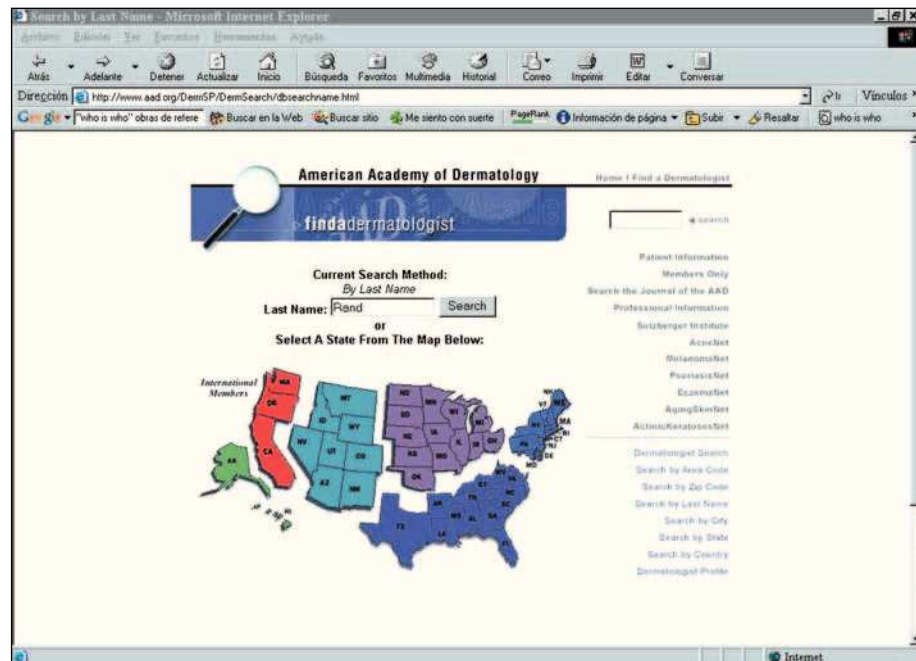 Search by Last Name - Microsoft Internet Explorer
Archivo Edición Ver Favoritos Herramientas Ayuda
Atrás Adelante Detener Actualizar Inicio Búsqueda Favoritos Multimedia Historial Correo Imprimir Editar Conversar
Dirección http://www.aad.org/DermSP/DermSearch/dbsearchname.html Ir Vínculos »
Google "who is who" obras de refere Buscar en la Web Buscar sitio Me siento con suerte PageRank Información de página Subir Resaltar who is who
American Academy of Dermatology
Home | Find a Dermatologist
findadermatologist
search
Current Search Method:
By Last Name
Last Name: Rand Search
or
Select A State From The Map Below:
International
Members
WA
OR
CA
AK
HI
MT
ID
WY
NV
UT
CO
AZ
NM
ND
MN
SD
WI
MI
NE
IA
IL
IN
OH
KS
MO
OK
TX
AR
LA
MS
AL
GA
FL
TN
KY
VA
NC
SC
NH
VT
ME
NY
MA
RI
CT
NJ
PA
DE
MD
Patient Information
Members Only
Search the Journal of the AAD
Professional Information
Sulzberger Institute
AcneNet
MelanomaNet
PsoriasisNet
EczemaNet
AgingSkinNet
ActinicKeratosesNet
Dermatologist Search
Search by Area Code
Search by Zip Code
Search by Last Name
Search by City
Search by State
Search by Country
Dermatologist Profile
Internet